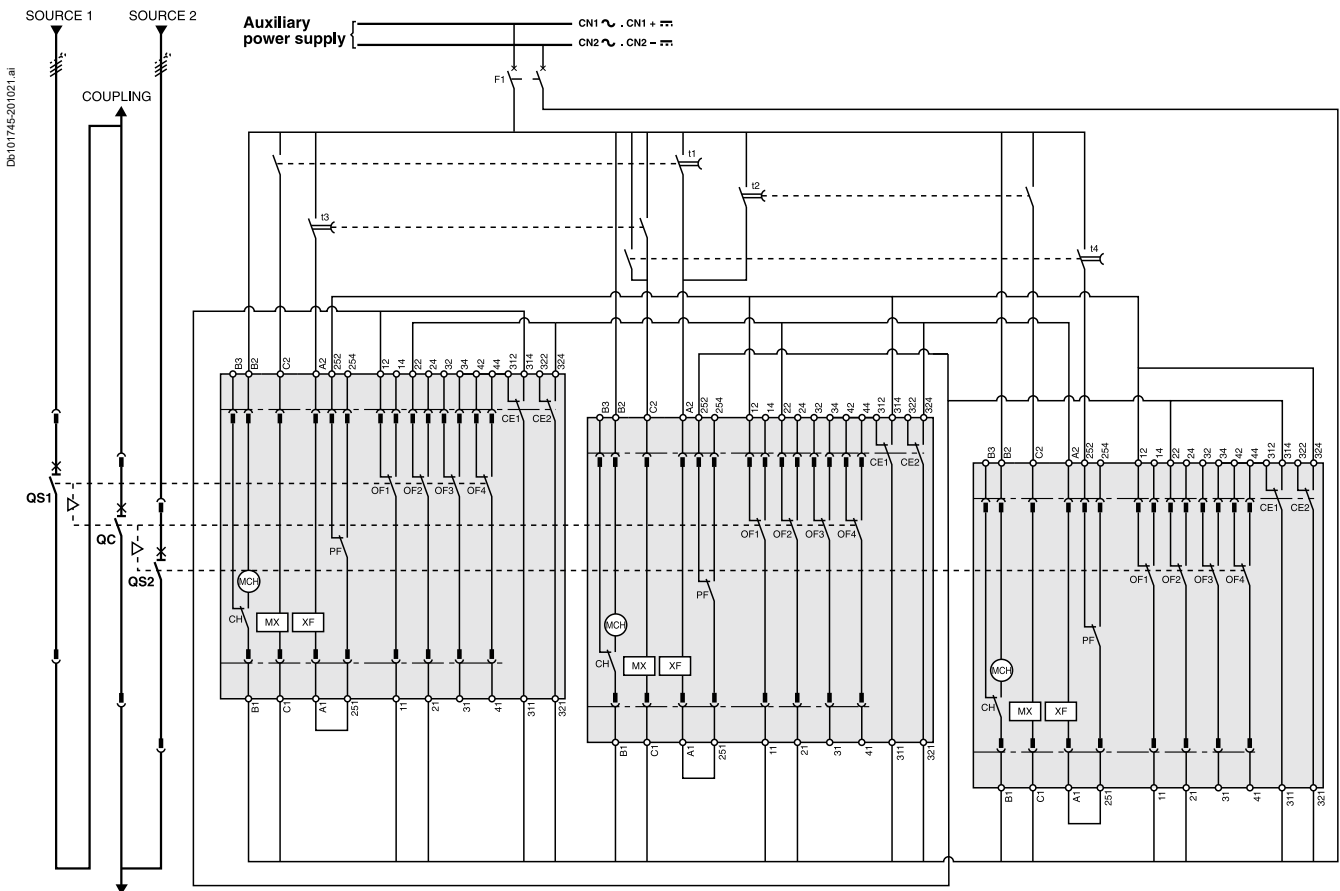 SOURCE 1
SOURCE 2
Auxiliary
power supply
CN1 ∿ . CN1 + ⎓
CN2 ∿ . CN2 – ⎓
Db101745-201021.ai
COUPLING
F1
t1
t2
t3
t4
B3 B2 C2 A2 252 254 12 14 22 24 32 34 42 44 312 314 322 324
B3 B2 C2 A2 252 254 12 14 22 24 32 34 42 44 312 314 322 324
B3 B2 C2 A2 252 254 12 14 22 24 32 34 42 44 312 314 322 324
CE1 CE2
CE1 CE2
CE1 CE2
QS1
QC
QS2
OF1 OF2 OF3 OF4
OF1 OF2 OF3 OF4
OF1 OF2 OF3 OF4
PF
PF
PF
MCH
CH
MX
XF
MCH
CH
MX
XF
MCH
CH
MX
XF
B1 C1 A1 251 11 21 31 41 311 321
B1 C1 A1 251 11 21 31 41 311 321
B1 C1 A1 251 11 21 31 41 311 321